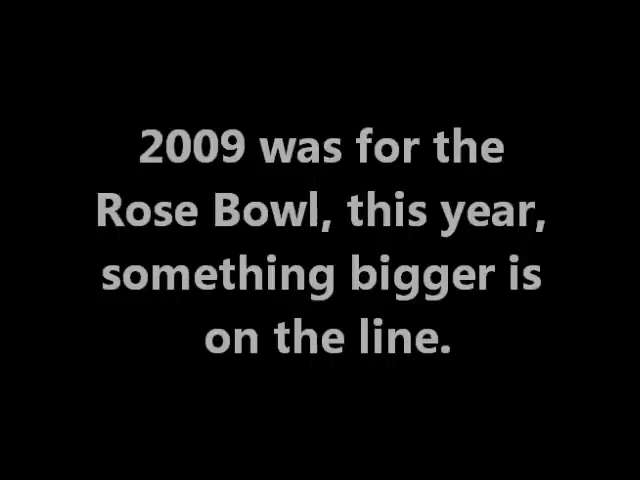 2009 was for the
Rose Bowl, this year,
something bigger is
on the line.